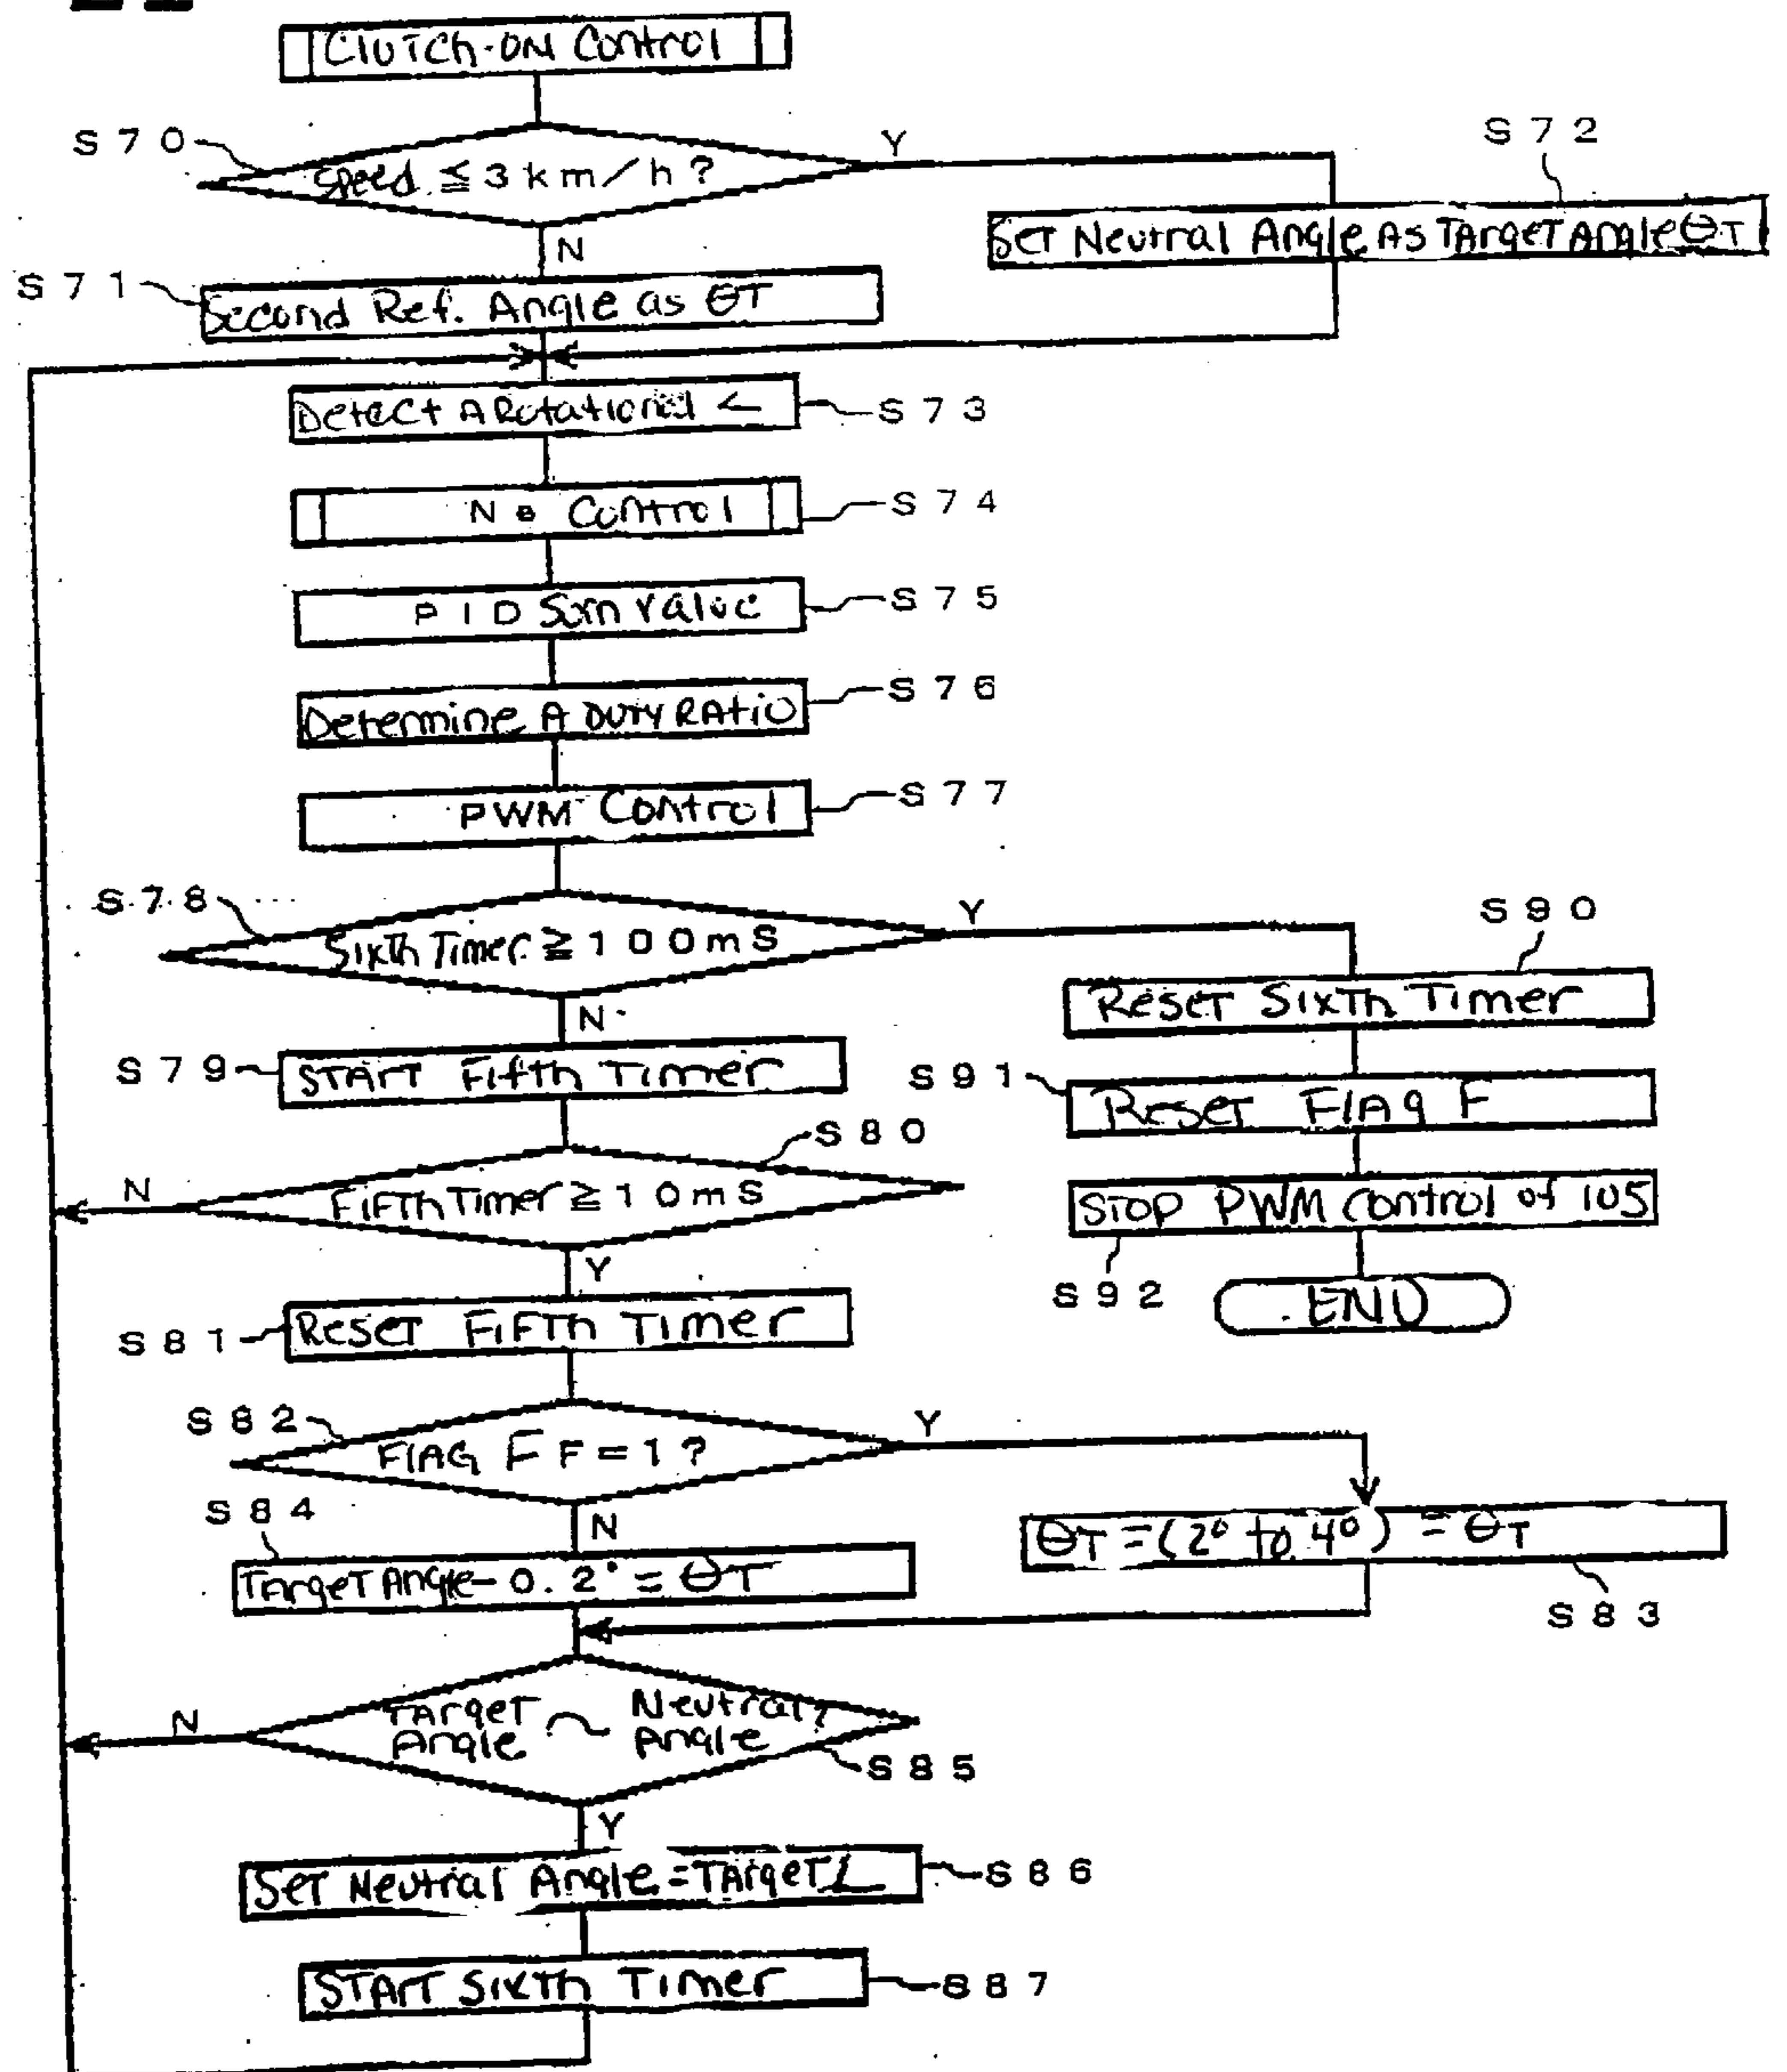 Clutch-ON Control
S70
Speed ≦ 3 km/h?
Y
S72
Set Neutral Angle As Target Angle θT
N
S71
Second Ref. Angle as θT
Detect A Rotational ∠
S73
Ne Control
S74
PID Value
S75
Determine A Duty Ratio
S76
PWM Control
S77
S78
Sixth Timer ≧ 100mS
Y
S90
Reset Sixth Timer
N
S79
START Fifth Timer
S91
Reset Flag F
S80
Fifth Timer ≧ 10mS
N
STOP PWM control of 105
S92
Y
END
S81
Reset Fifth Timer
S82
Flag F F=1?
Y
S84
N
θT=(2° to 4°) = θT
Target Angle-0.2°=θT
S83
Target Angle ~ Neutral? Angle
N
S85
Y
Set Neutral Angle=Target ∠
S86
START Sixth Timer
S87